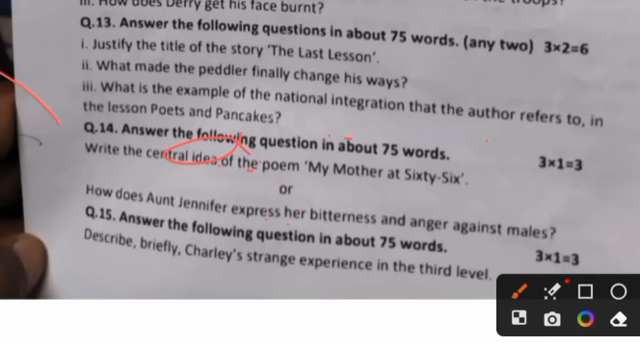 iii. How does Derry get his face burnt?
Q.13. Answer the following questions in about 75 words. (any two) 3×2=6
i. Justify the title of the story 'The Last Lesson'.
ii. What made the peddler finally change his ways?
iii. What is the example of the national integration that the author refers to, in
the lesson Poets and Pancakes?
Q.14. Answer the following question in about 75 words. 3×1=3
Write the central idea of the poem 'My Mother at Sixty-Six'.
or
How does Aunt Jennifer express her bitterness and anger against males?
Q.15. Answer the following question in about 75 words. 3×1=3
Describe, briefly, Charley's strange experience in the third level.